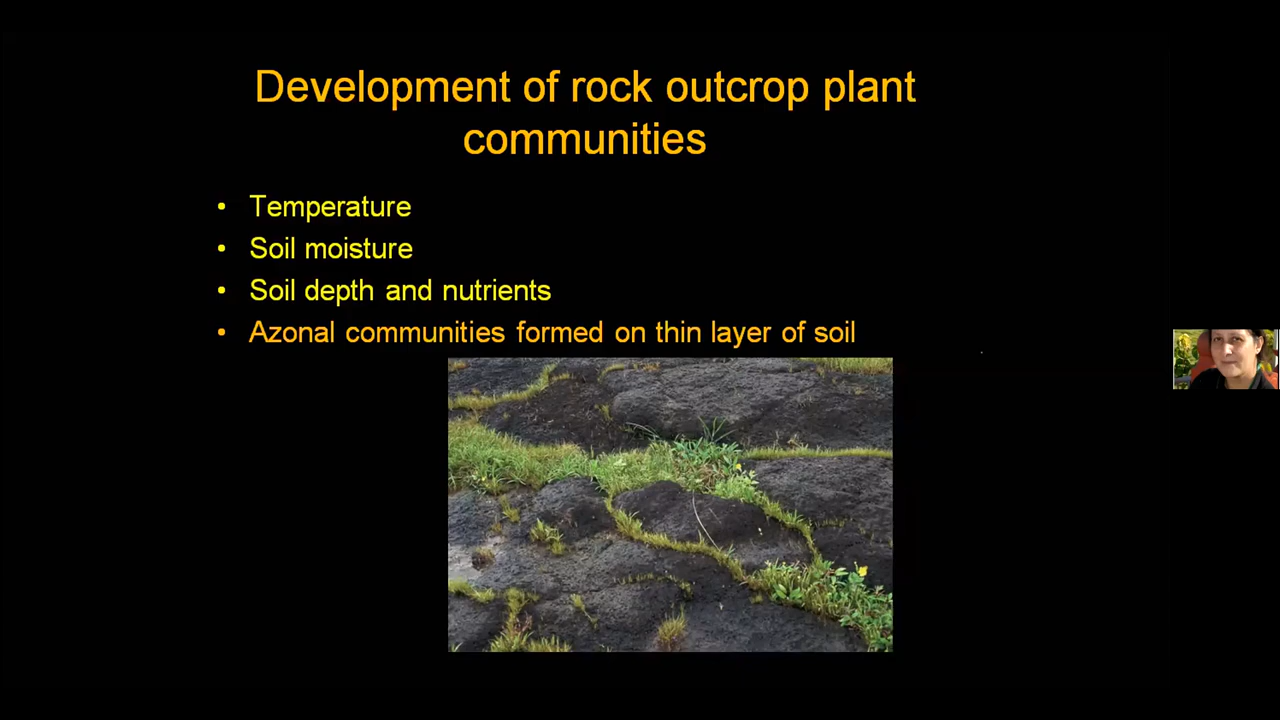 Development of rock outcrop plant
communities
• Temperature
• Soil moisture
• Soil depth and nutrients
• Azonal communities formed on thin layer of soil